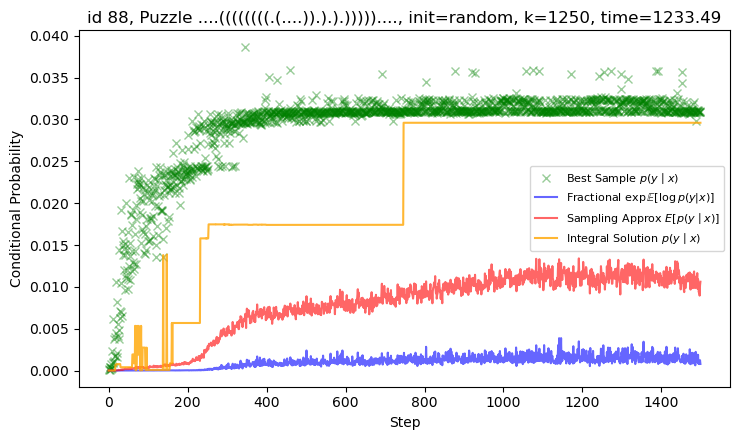 id 88, Puzzle ....((((((((.(....)).).).)))))...., init=random, k=1250, time=1233.49
0.040
0.035
0.030
0.025
0.020
0.015
0.010
0.005
0.000
Conditional Probability
Best Sample p(y | x)
Fractional exp𝔼[log p(y|x)]
Sampling Approx E[p(y | x)]
Integral Solution p(y | x)
0 200 400 600 800 1000 1200 1400
Step